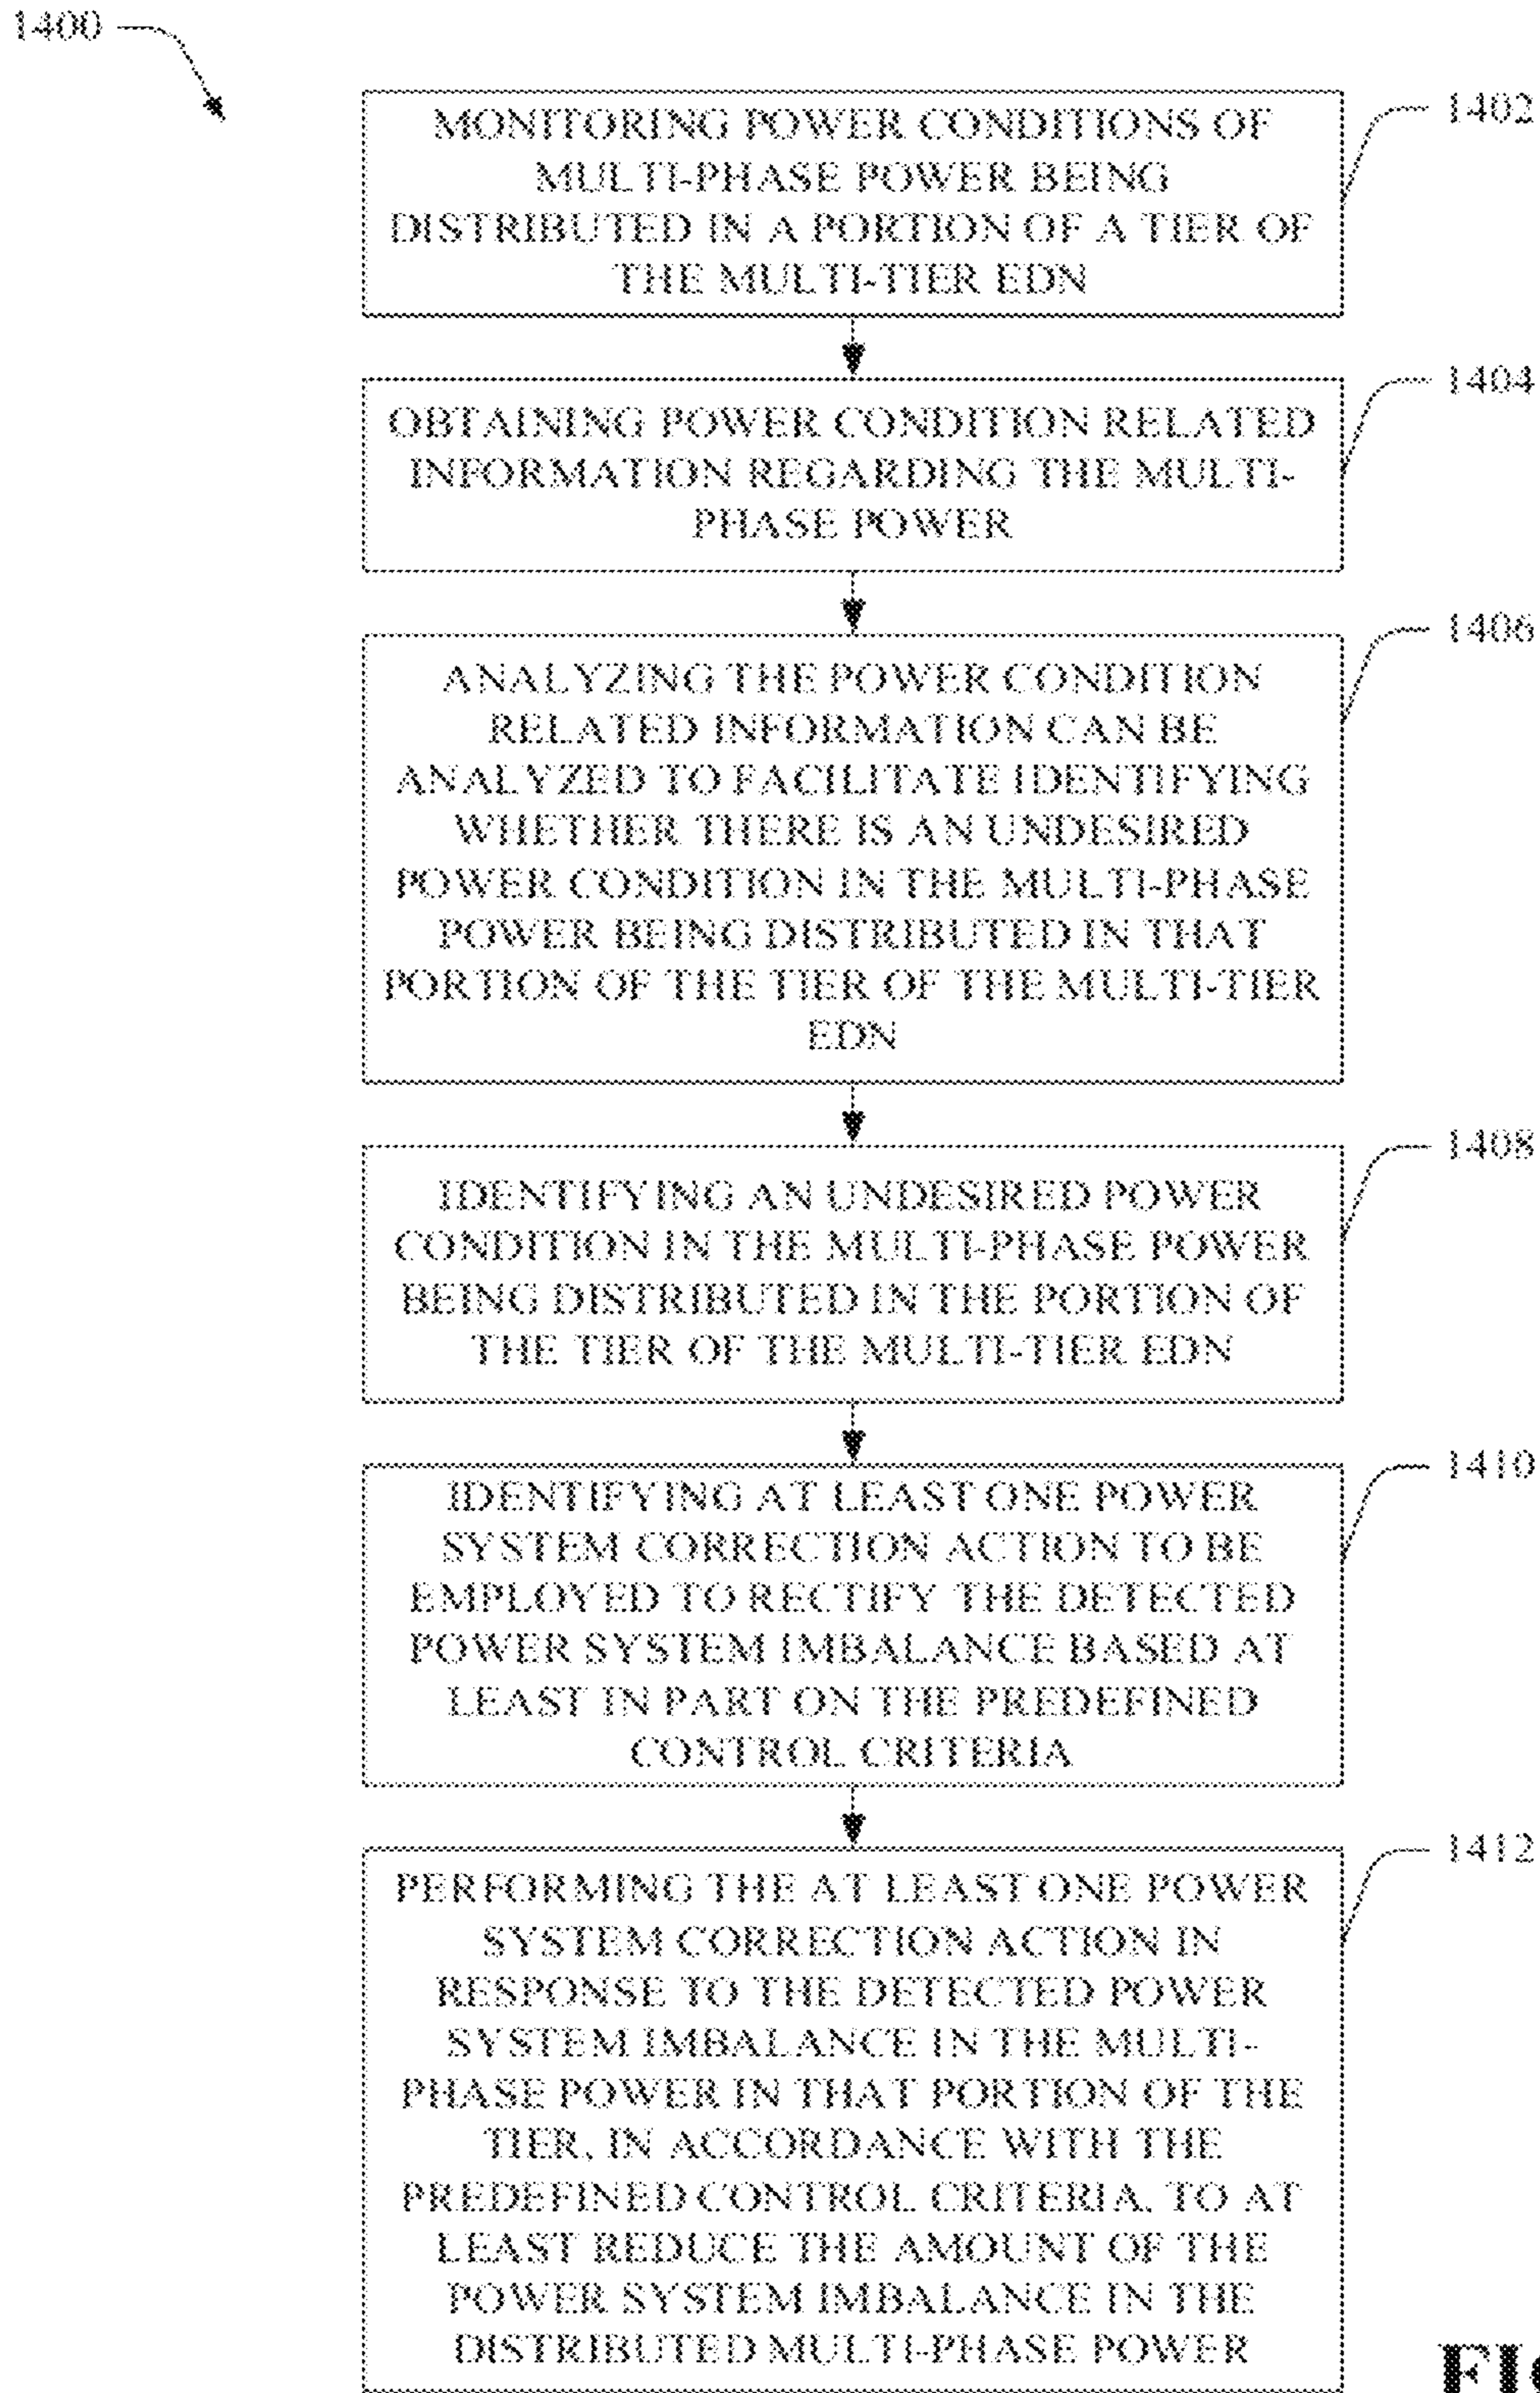 1400
MONITORING POWER CONDITIONS OF
MULTI-PHASE POWER BEING
DISTRIBUTED IN A PORTION OF A TIER OF
THE MULTI-TIER EDN
1402
OBTAINING POWER CONDITION RELATED
INFORMATION REGARDING THE MULTI-
PHASE POWER
1404
ANALYZING THE POWER CONDITION
RELATED INFORMATION CAN BE
ANALYZED TO FACILITATE IDENTIFYING
WHETHER THERE IS AN UNDESIRED
POWER CONDITION IN THE MULTI-PHASE
POWER BEING DISTRIBUTED IN THAT
PORTION OF THE TIER OF THE MULTI-TIER
EDN
1406
IDENTIFYING AN UNDESIRED POWER
CONDITION IN THE MULTI-PHASE POWER
BEING DISTRIBUTED IN THE PORTION OF
THE TIER OF THE MULTI-TIER EDN
1408
IDENTIFYING AT LEAST ONE POWER
SYSTEM CORRECTION ACTION TO BE
EMPLOYED TO RECTIFY THE DETECTED
POWER SYSTEM IMBALANCE BASED AT
LEAST IN PART ON THE PREDEFINED
CONTROL CRITERIA
1410
PERFORMING THE AT LEAST ONE POWER
SYSTEM CORRECTION ACTION IN
RESPONSE TO THE DETECTED POWER
SYSTEM IMBALANCE IN THE MULTI-
PHASE POWER IN THAT PORTION OF THE
TIER, IN ACCORDANCE WITH THE
PREDEFINED CONTROL CRITERIA, TO AT
LEAST REDUCE THE AMOUNT OF THE
POWER SYSTEM IMBALANCE IN THE
DISTRIBUTED MULTI-PHASE POWER
1412